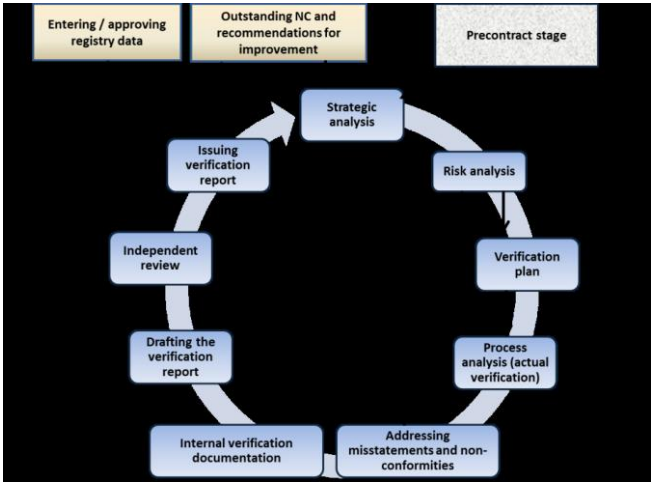 Entering / approving
registry data
Outstanding NC and
recommendations for
improvement
Precontract stage
Strategic
analysis
Risk analysis
Verification
plan
Process
analysis (actual
verification)
Addressing
misstatements and non-
conformities
Internal verification
documentation
Drafting the
verification
report
Independent
review
Issuing
verification
report